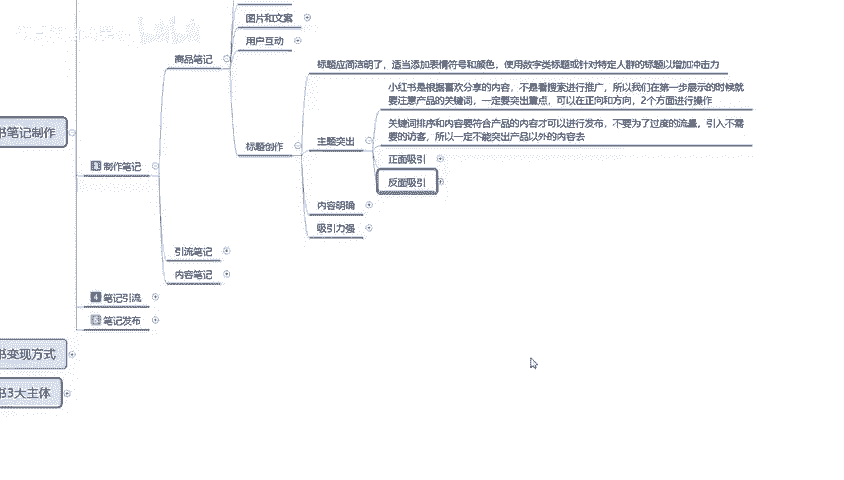 图片和文案
用户互动
商品笔记
标题应简洁明了，适当添加表情符号和颜色，使用数字类标题或针对特定人群的标题以增加冲击力
小红书是根据喜欢分享的内容，不是看搜索进行推广，所以我们在第一步展示的时候就
要注意产品的关键词，一定要突出重点，可以在正向和方向，2个方面进行操作
关键词排序和内容要符合产品的内容才可以进行发布，不要为了过度的流量，引入不需
要的访客，所以一定不能突出产品以外的内容去
书笔记制作
3 制作笔记
标题创作
主题突出
正面吸引
反面吸引
内容明确
吸引力强
引流笔记
内容笔记
4 笔记引流
5 笔记发布
书变现方式
书3大主体